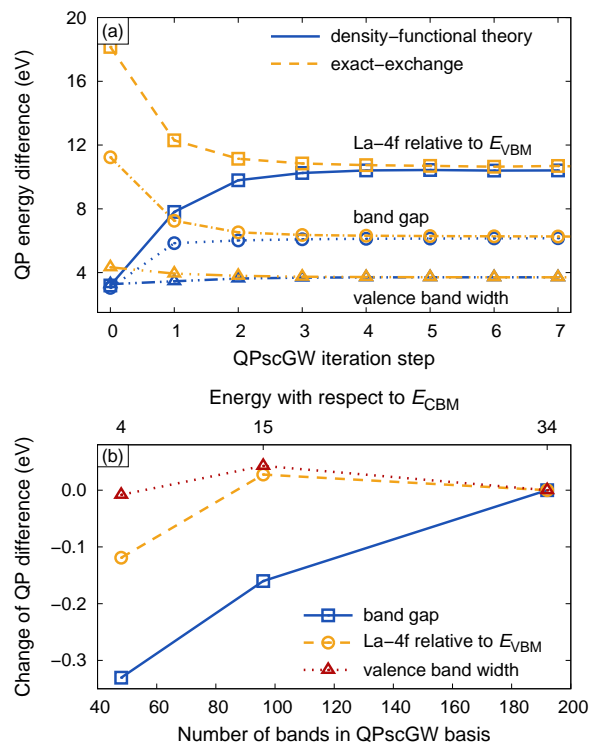 (a)
density−functional theory
exact−exchange
La−4f relative to EVBM
band gap
valence band width
QP energy difference (eV)
20
16
12
8
4
0 1 2 3 4 5 6 7
QPscGW iteration step
Energy with respect to ECBM
4 15 34
(b)
Change of QP difference (eV)
0.0
−0.1
−0.2
−0.3
band gap
La−4f relative to EVBM
valence band width
40 60 80 100 120 140 160 180 200
Number of bands in QPscGW basis